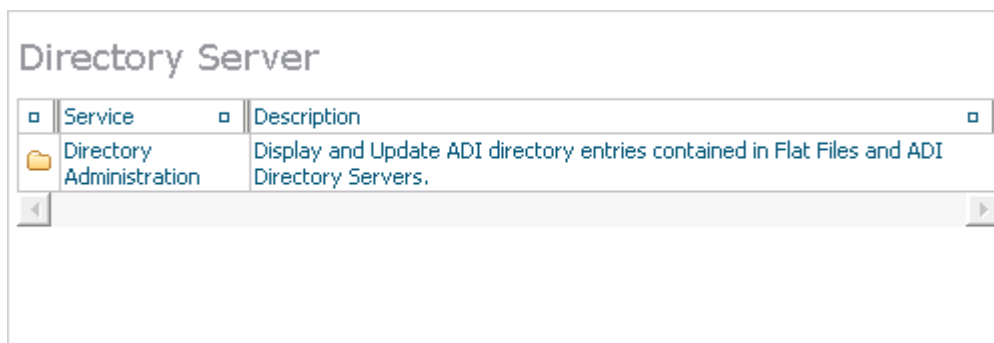 Directory Server
Service
Description
Directory
Administration
Display and Update ADI directory entries contained in Flat Files and ADI
Directory Servers.